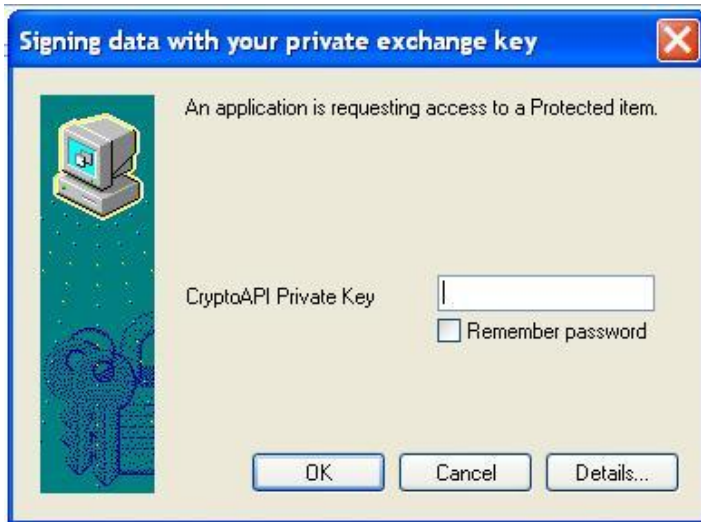 Signing data with your private exchange key
An application is requesting access to a Protected item.
CryptoAPI Private Key
Remember password
OK
Cancel
Details...